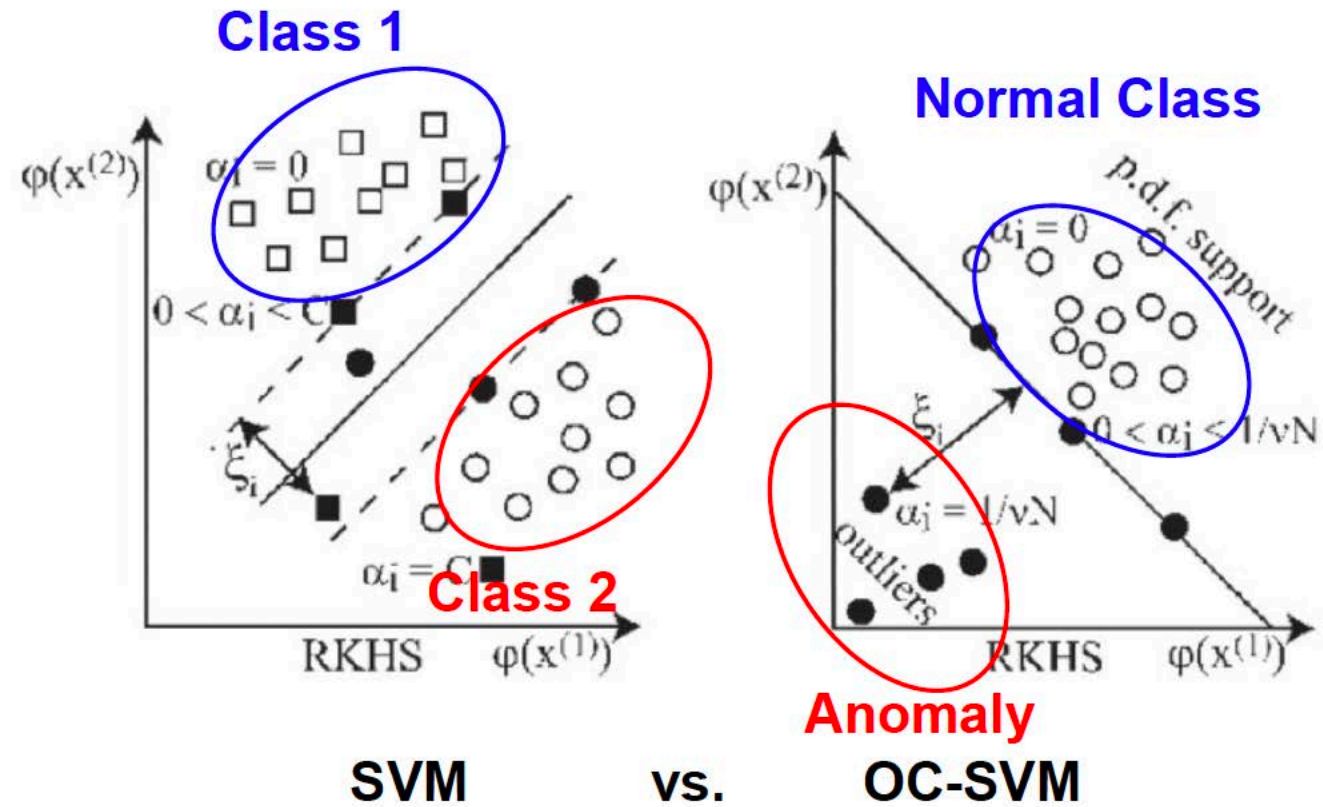 Class 1
φ(x(2))
αi = 0
0 < αi < C
ξi
αi = C
Class 2
RKHS
φ(x(1))
Normal Class
φ(x(2))
p.d.f. support
αi = 0
ξi
0 < αi < 1/νN
αi = 1/νN
outliers
RKHS
φ(x(1))
Anomaly
SVM vs. OC-SVM